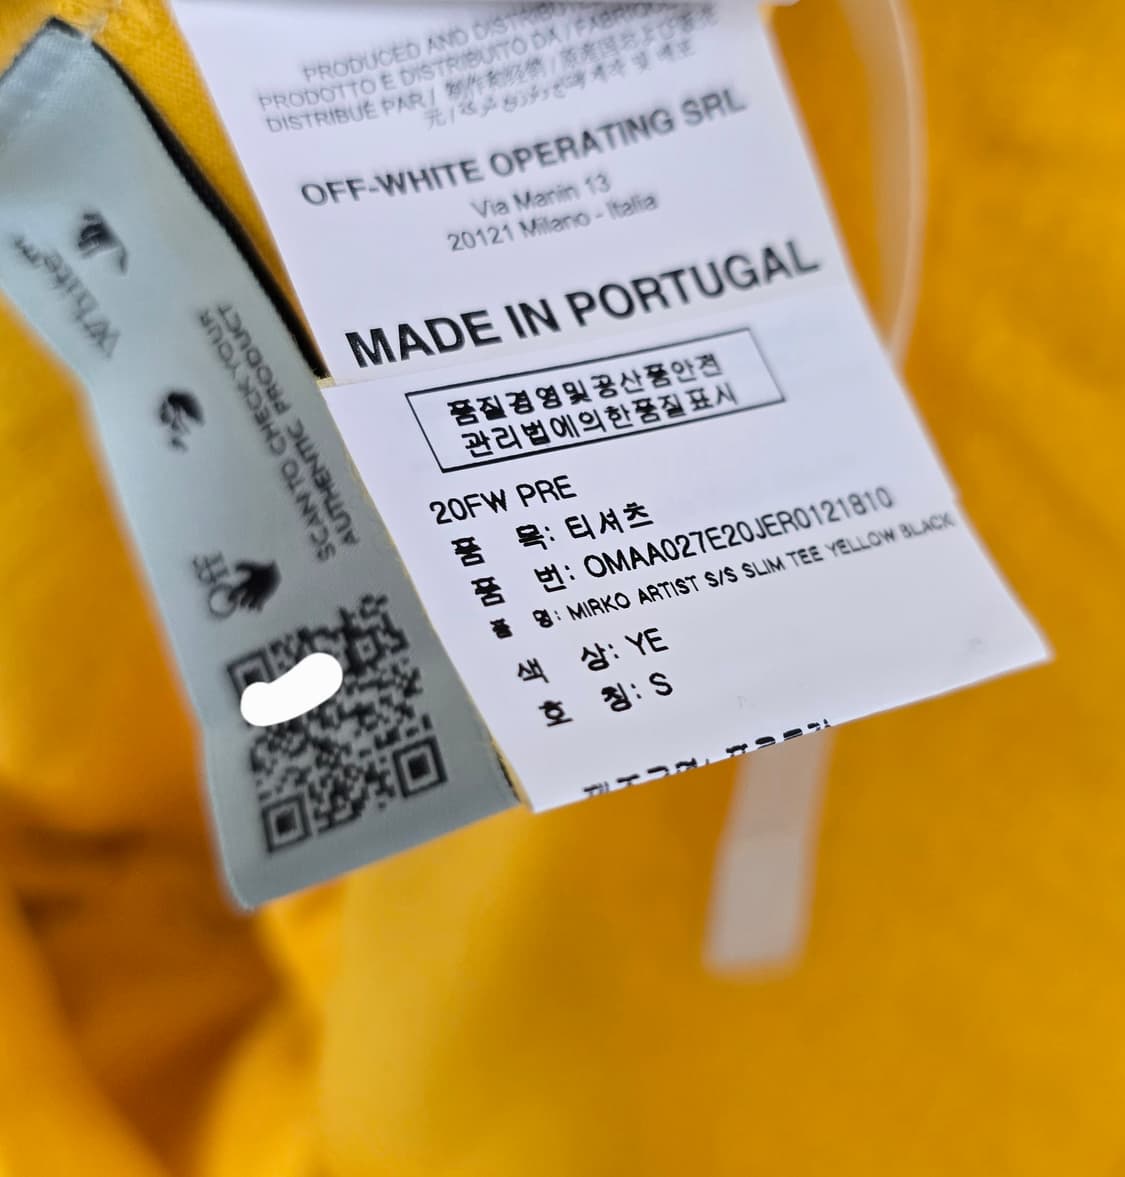 PRODUCED AND DISTRIBU
PRODOTTO E DISTRIBUITO DA / FABRIQUÉ
DISTRIBUÉ PAR /
OFF-WHITE OPERATING SRL
Via Manin 13
20121 Milano - Italia
MADE IN PORTUGAL
품질경영및공산품안전
관리법에의한품질표시
20FW PRE
품 목: 티셔츠
품 번: OMAA027E20JER0121810
품 명: MIRKO ARTIST S/S SLIM TEE YELLOW BLACK
색 상: YE
호 칭: S
White™
SCAN TO CHECK YOUR
AUTHENTIC PRODUCT